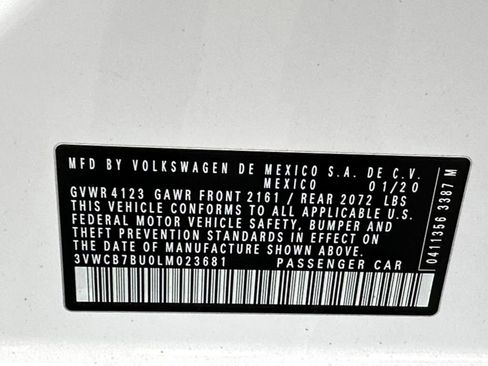 MFD BY VOLKSWAGEN DE MEXICO S.A. DE C.V.
MEXICO 01/20
GVWR 4123 GAWR FRONT 2161 / REAR 2072 LBS
THIS VEHICLE CONFORMS TO ALL APPLICABLE U.S.
FEDERAL MOTOR VEHICLE SAFETY, BUMPER AND
THEFT PREVENTION STANDARDS IN EFFECT ON
THE DATE OF MANUFACTURE SHOWN ABOVE.
3VWCB7BU0LM023681 PASSENGER CAR
0411356 3387 M